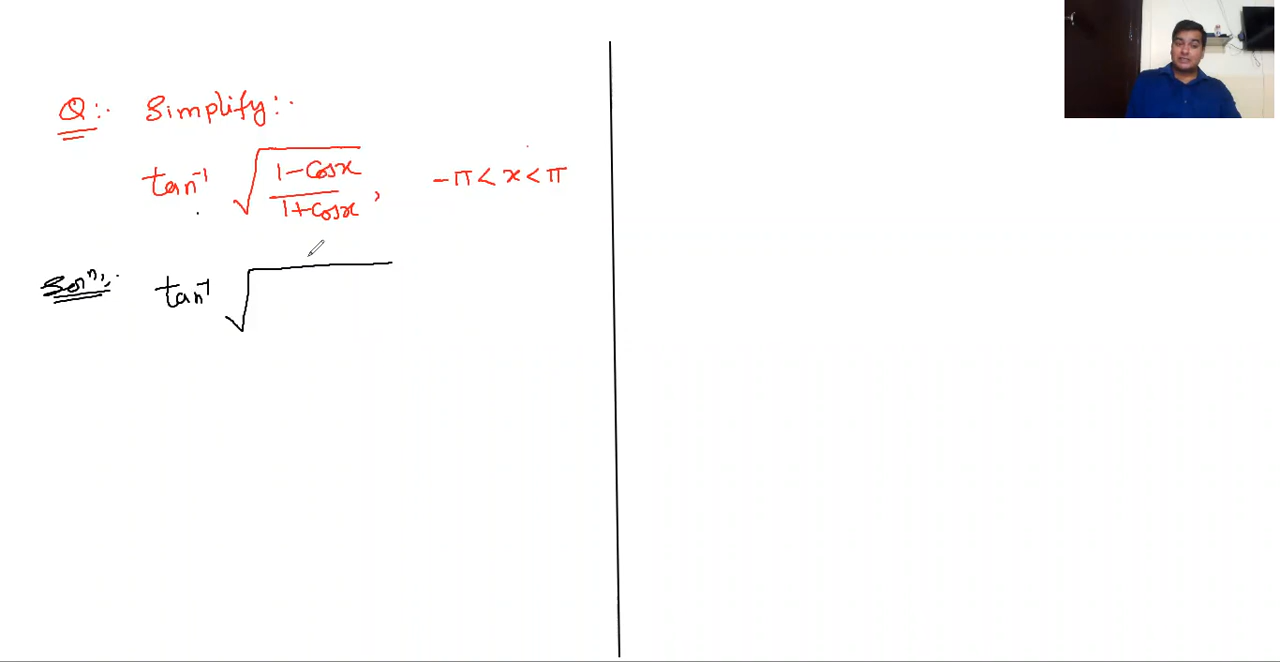 Q:. Simplify:.
tan⁻¹ √((1-Cosx)/(1+Cosx)), -π < x < π
Solⁿ:. tan⁻¹ √